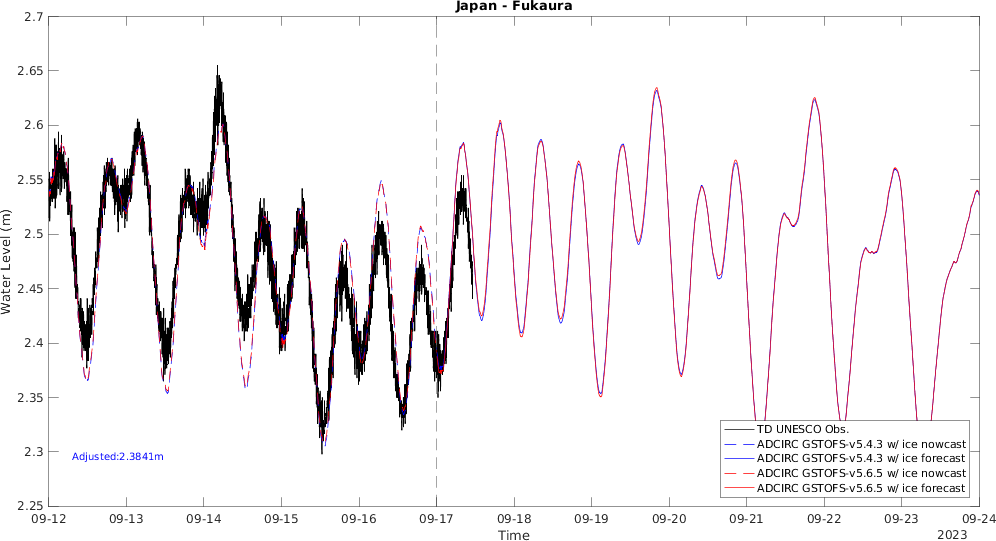 Japan - Fukaura
2.7
2.65
2.6
2.55
2.5
2.45
2.4
2.35
2.3
2.25
Water Level (m)
Adjusted:2.3841m
TD UNESCO Obs.
ADCIRC GSTOFS-v5.4.3 w/ ice nowcast
ADCIRC GSTOFS-v5.4.3 w/ ice forecast
ADCIRC GSTOFS-v5.6.5 w/ ice nowcast
ADCIRC GSTOFS-v5.6.5 w/ ice forecast
09-12 09-13 09-14 09-15 09-16 09-17 09-18 09-19 09-20 09-21 09-22 09-23 09-24
Time
2023